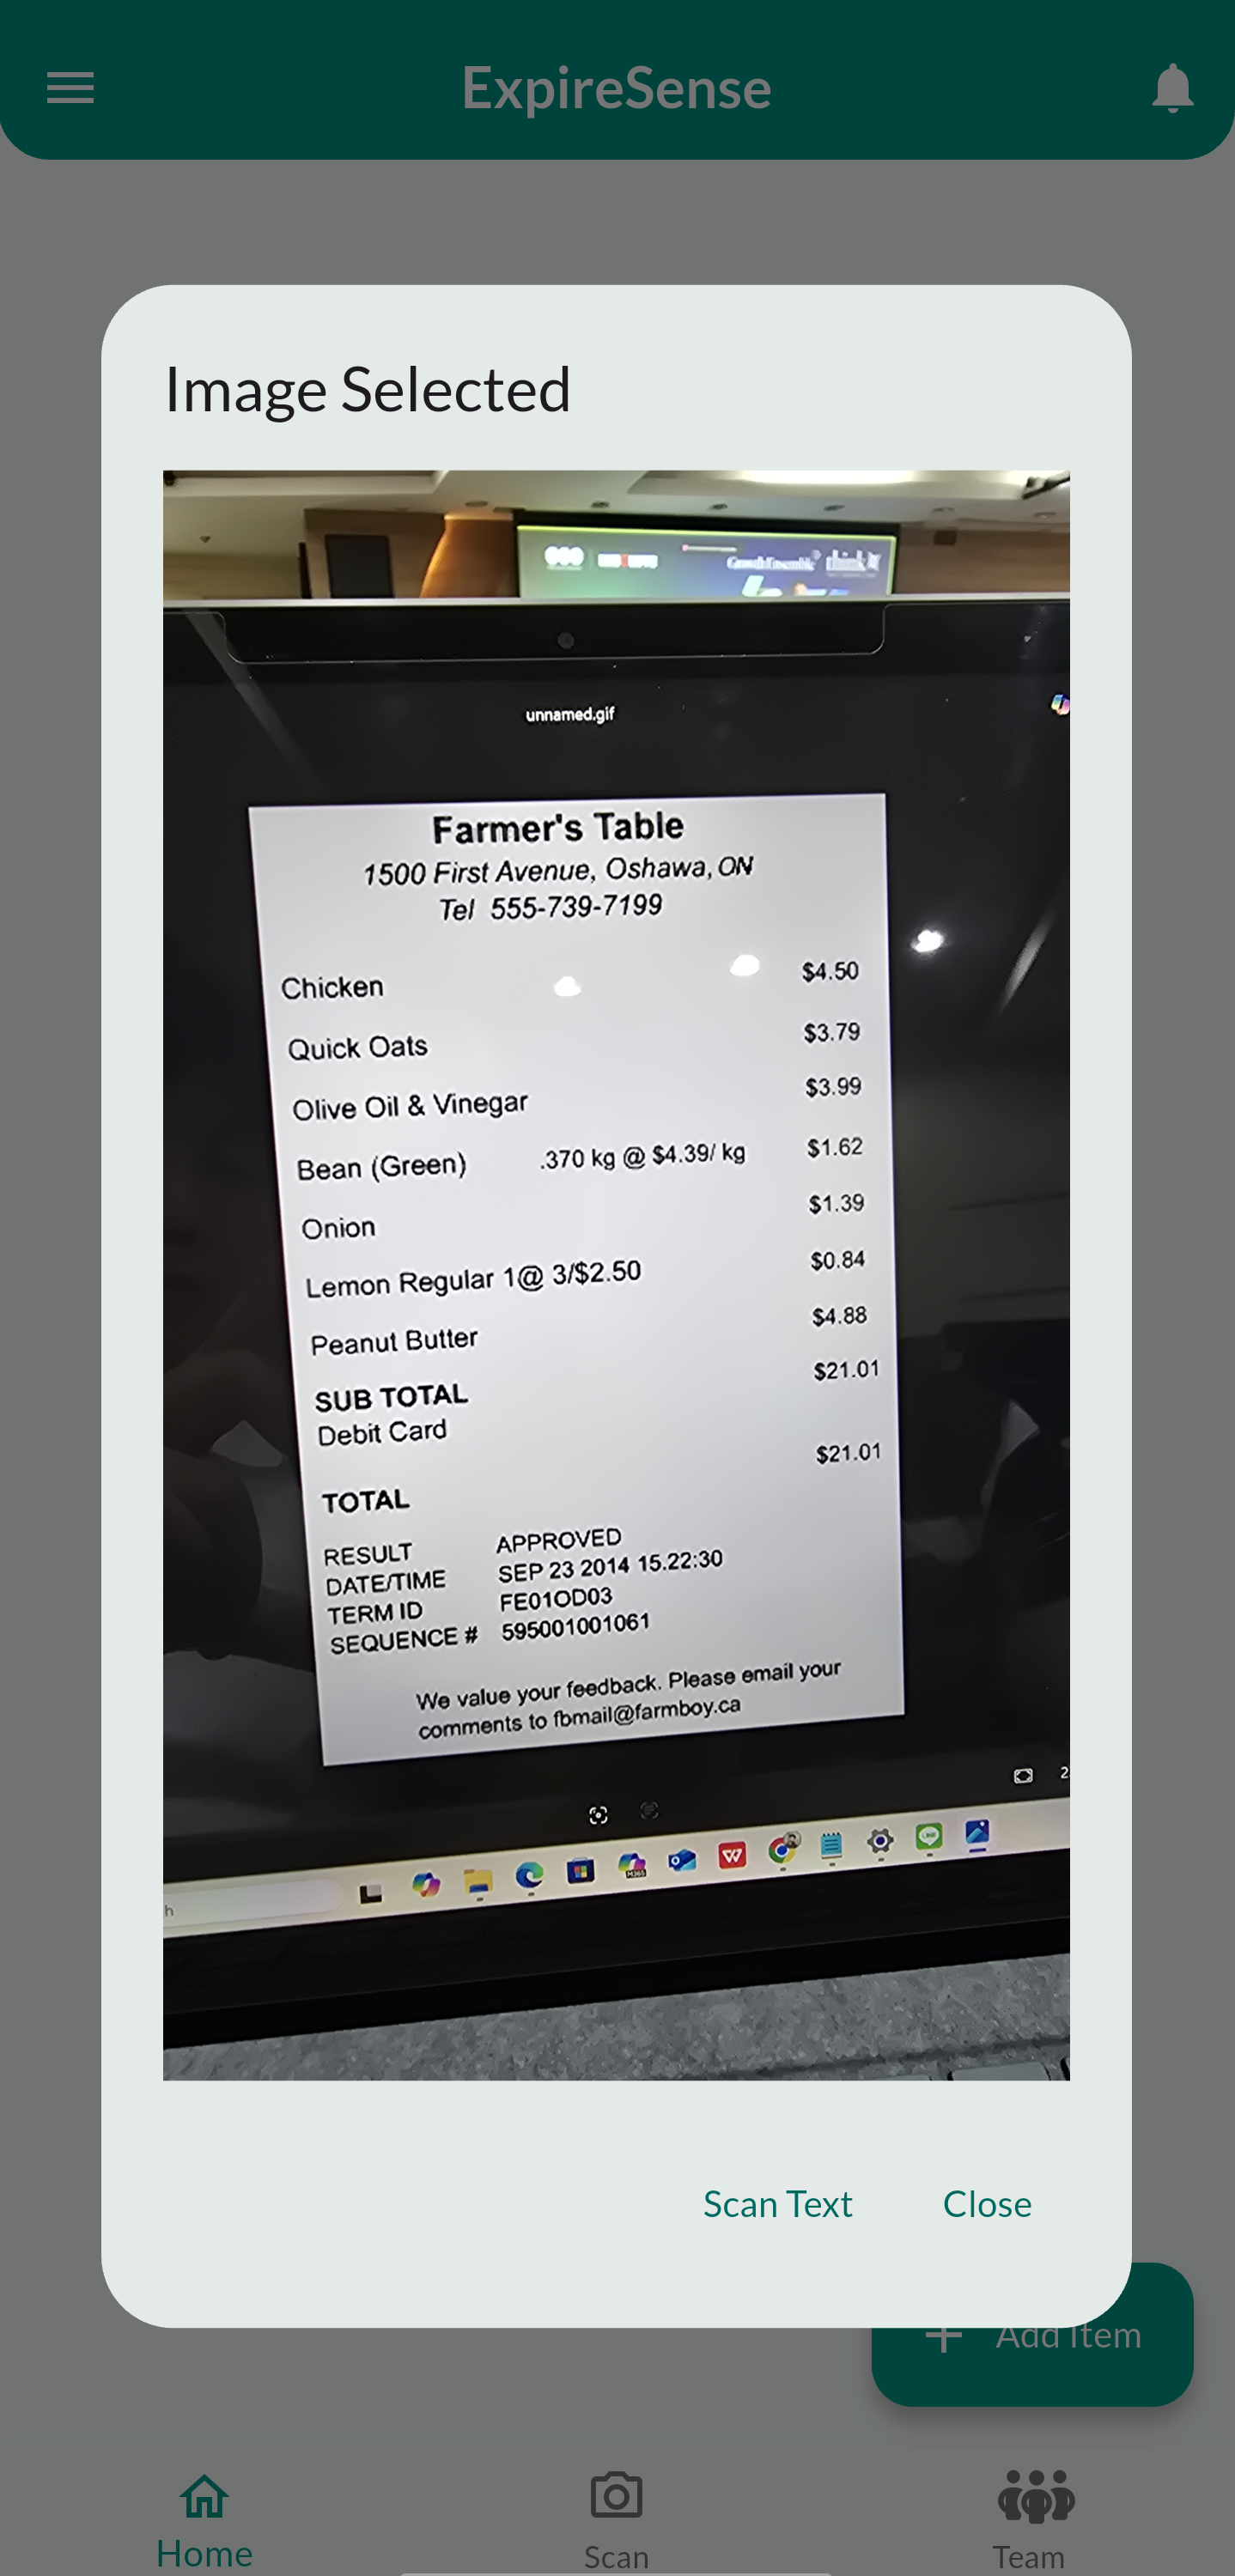 ExpireSense
Image Selected
think
unnamed.gif
Farmer's Table
1500 First Avenue, Oshawa, ON
Tel 555-739-7199
Chicken $4.50
Quick Oats $3.79
Olive Oil & Vinegar $3.99
Bean (Green) .370 kg @ $4.39/ kg $1.62
Onion $1.39
Lemon Regular 1@ 3/$2.50 $0.84
Peanut Butter $4.88
SUB TOTAL $21.01
Debit Card
TOTAL $21.01
RESULT APPROVED
DATE/TIME SEP 23 2014 15.22:30
TERM ID FE01OD03
SEQUENCE # 595001001061
We value your feedback. Please email your
comments to fbmail@farmboy.ca
Scan Text Close
Add Item
Home Scan Team